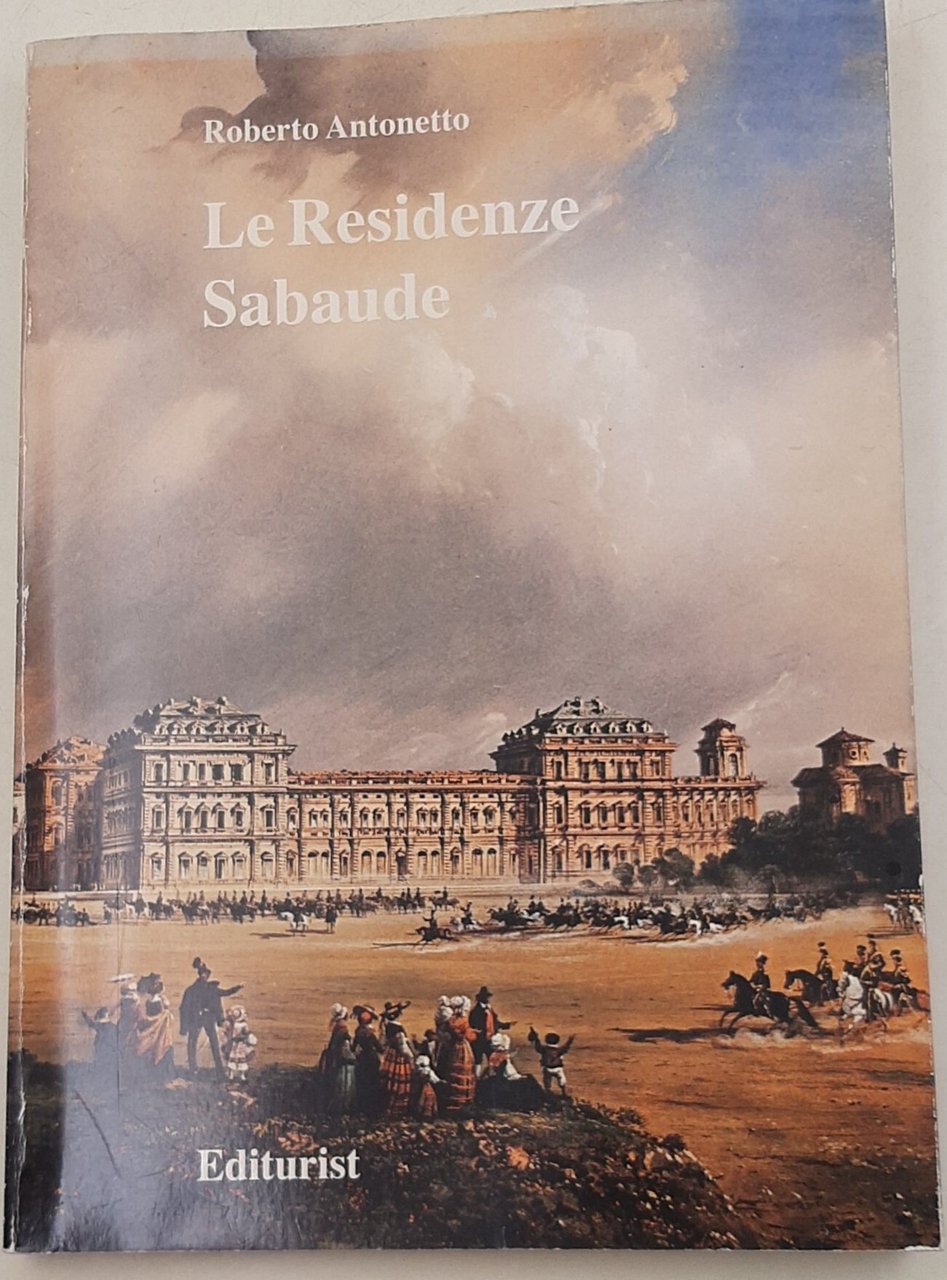 Roberto Antonetto
Le Residenze
Sabaude
Editurist